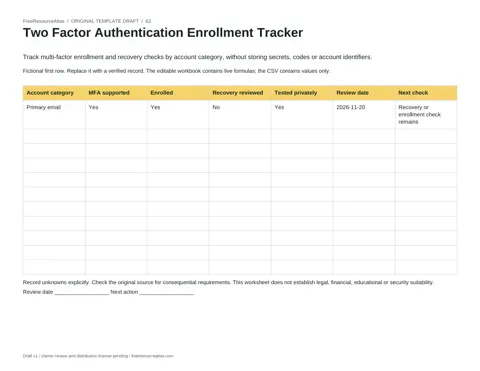 FreeResourceAtlas / ORIGINAL TEMPLATE DRAFT / 63
Two Factor Authentication Enrollment Tracker
Track multi-factor enrollment and recovery checks by account category, without storing secrets, codes or account identifiers.
Fictional first row. Replace it with a verified record. The editable workbook contains live formulas; the CSV contains values only.
Account category MFA supported Enrolled Recovery reviewed Tested privately Review date Next check
Primary email Yes Yes No Yes 2026-11-20 Recovery or
enrollment check
remains
Record unknowns explicitly. Check the original source for consequential requirements. This worksheet does not establish legal, financial, educational or security suitability.
Review date ___________________ Next action ___________________
Draft v1 / Owner review and distribution license pending / freeresourceatlas.com